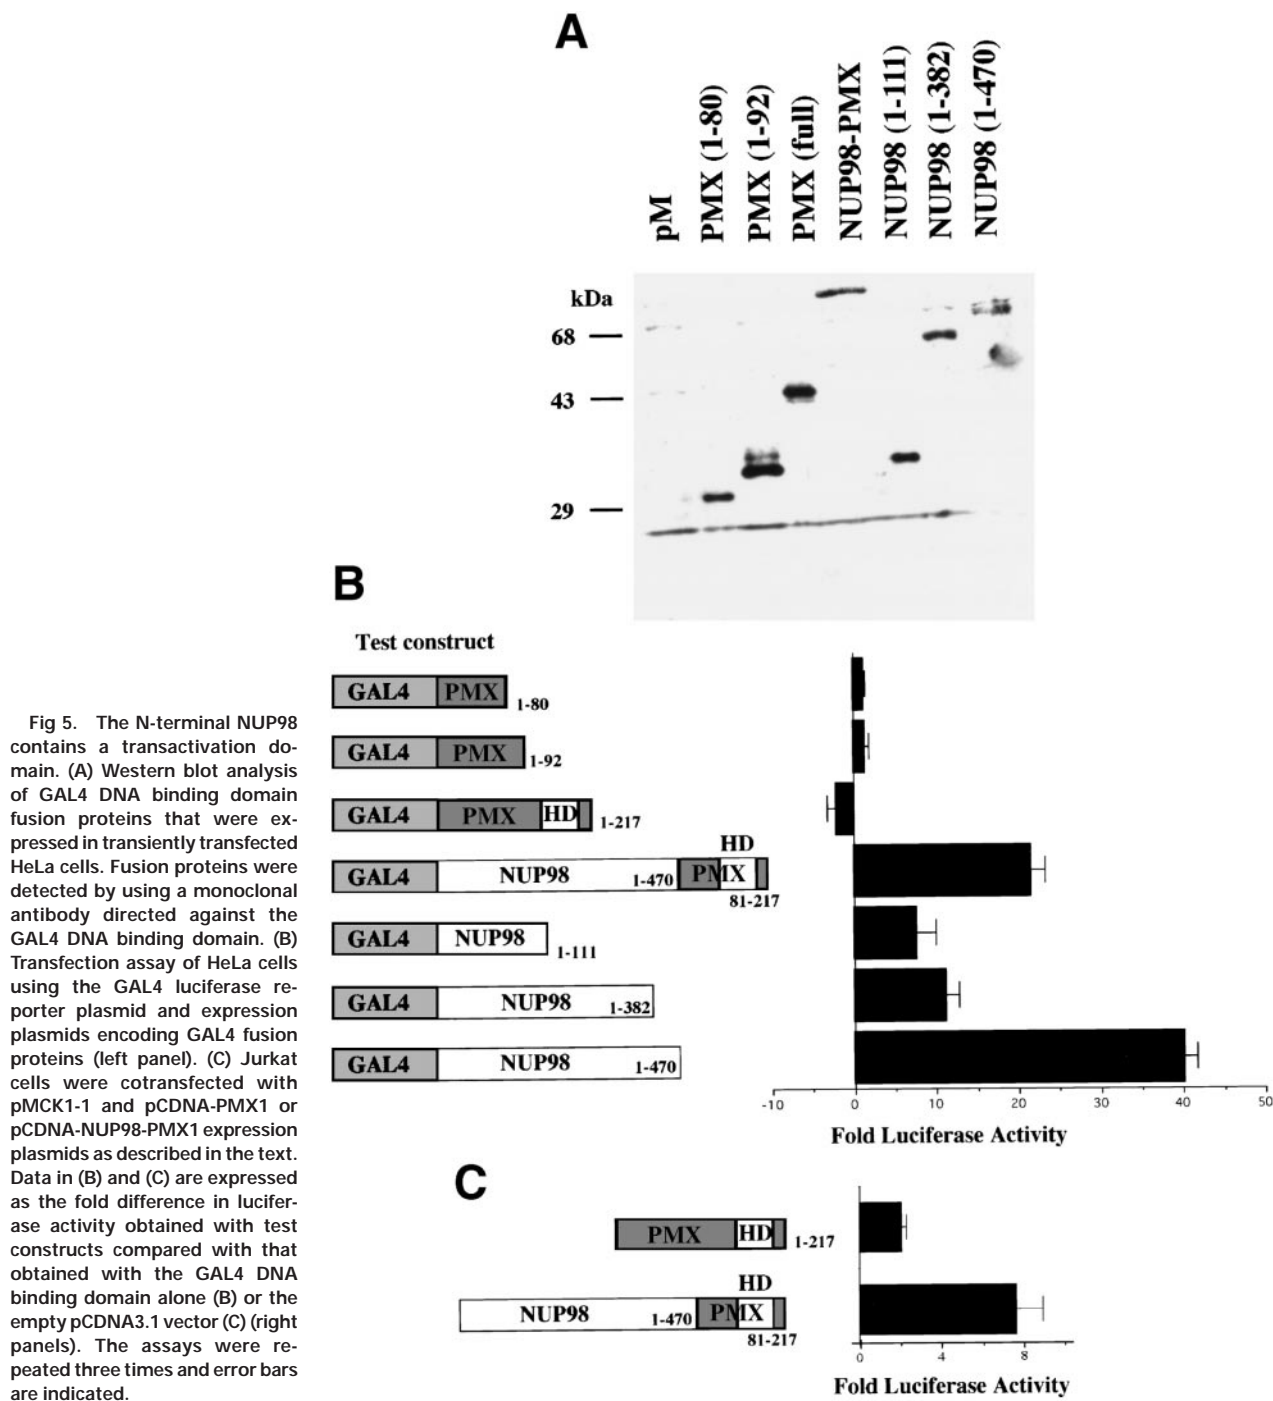 A
pM
PMX (1-80)
PMX (1-92)
PMX (full)
NUP98-PMX
NUP98 (1-111)
NUP98 (1-382)
NUP98 (1-470)
kDa
68
43
29
B
Test construct
GAL4 PMX 1-80
GAL4 PMX 1-92
GAL4 PMX HD 1-217
HD
GAL4 NUP98 1-470 PMX
81-217
GAL4 NUP98 1-111
GAL4 NUP98 1-382
GAL4 NUP98 1-470
-10 0 10 20 30 40 50
Fold Luciferase Activity
C
PMX HD 1-217
HD
NUP98 1-470 PMX
81-217
0 4 8
Fold Luciferase Activity
Fig 5. The N-terminal NUP98
contains a transactivation do-
main. (A) Western blot analysis
of GAL4 DNA binding domain
fusion proteins that were ex-
pressed in transiently transfected
HeLa cells. Fusion proteins were
detected by using a monoclonal
antibody directed against the
GAL4 DNA binding domain. (B)
Transfection assay of HeLa cells
using the GAL4 luciferase re-
porter plasmid and expression
plasmids encoding GAL4 fusion
proteins (left panel). (C) Jurkat
cells were cotransfected with
pMCK1-1 and pCDNA-PMX1 or
pCDNA-NUP98-PMX1 expression
plasmids as described in the text.
Data in (B) and (C) are expressed
as the fold difference in lucifer-
ase activity obtained with test
constructs compared with that
obtained with the GAL4 DNA
binding domain alone (B) or the
empty pCDNA3.1 vector (C) (right
panels). The assays were re-
peated three times and error bars
are indicated.